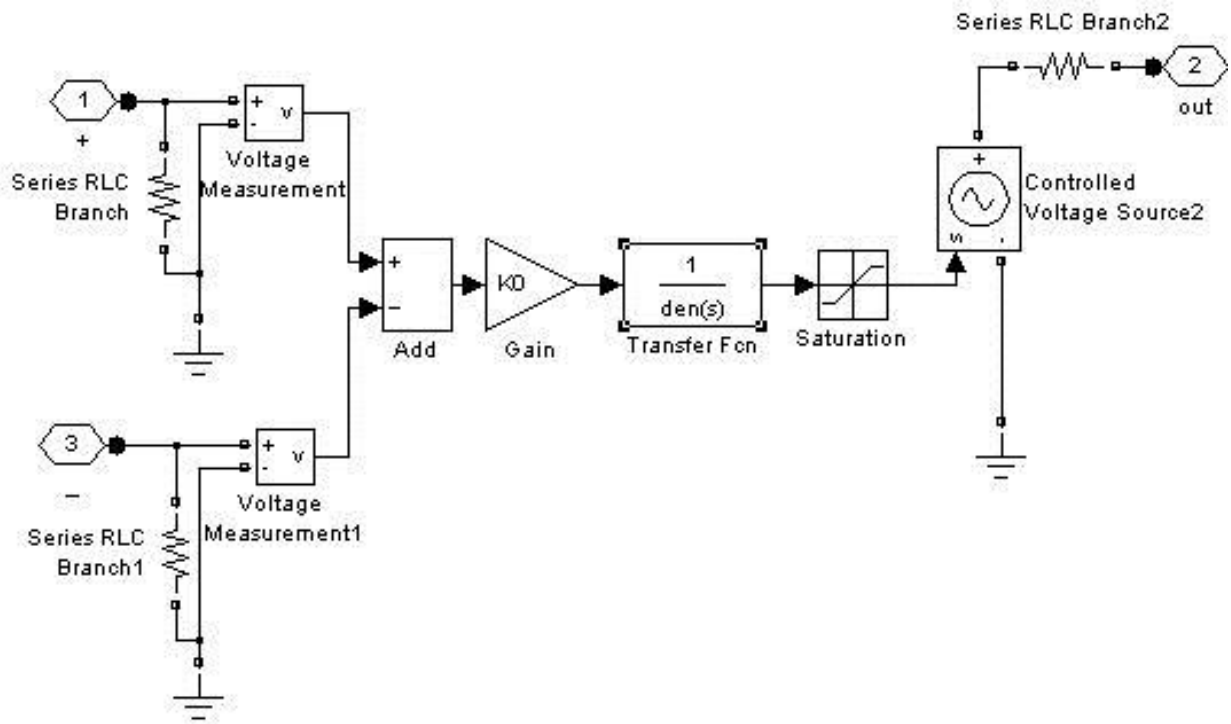 Series RLC Branch2
2
out
1
+
+
-
v
Voltage
Measurement
Series RLC
Branch
+
s
-
Controlled
Voltage Source2
+
−
Add
K0
Gain
1
den(s)
Transfer Fcn
Saturation
3
−
+
-
v
Voltage
Measurement1
Series RLC
Branch1